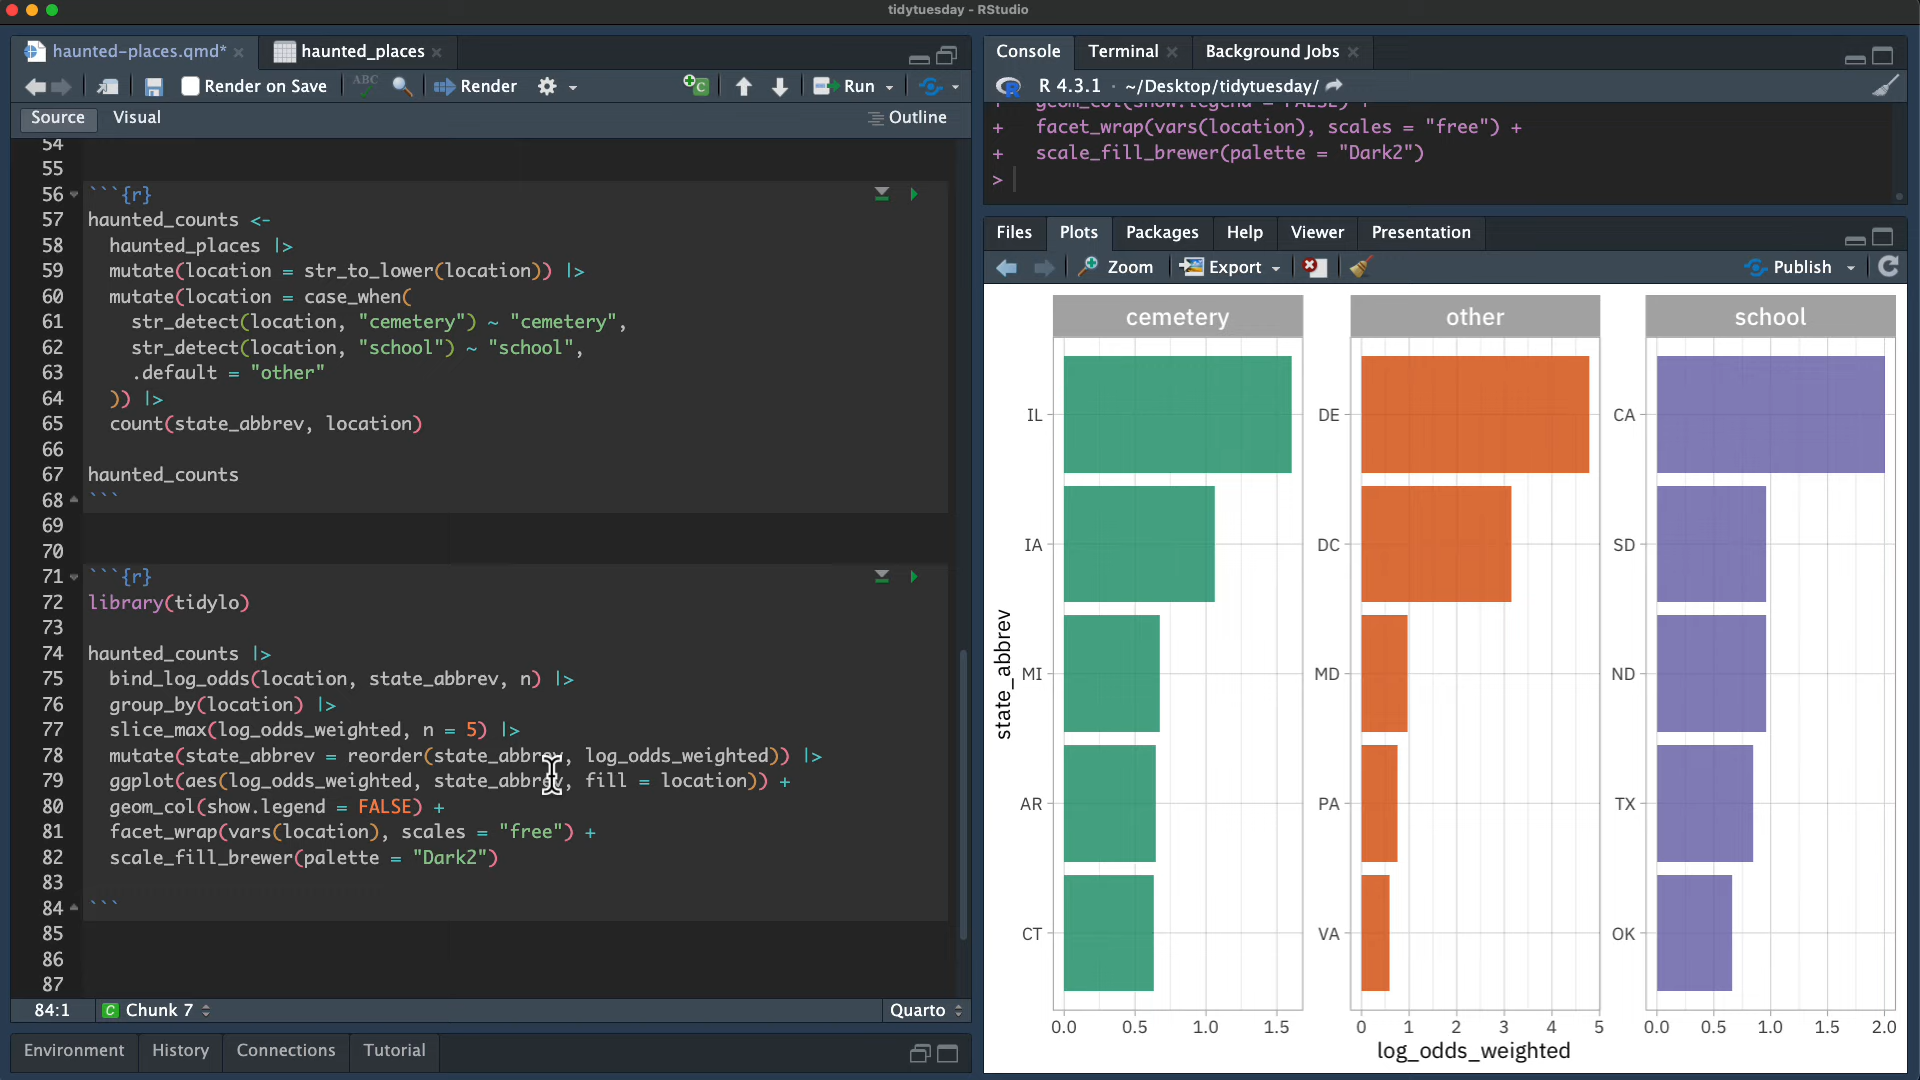 tidytuesday - RStudio
haunted-places.qmd*
haunted_places
Render on Save
ABC
Render
Run
Source
Visual
Outline
54
55
56 ```{r}
57 haunted_counts <-
58   haunted_places |>
59   mutate(location = str_to_lower(location)) |>
60   mutate(location = case_when(
61     str_detect(location, "cemetery") ~ "cemetery",
62     str_detect(location, "school") ~ "school",
63     .default = "other"
64   )) |>
65   count(state_abbrev, location)
66
67 haunted_counts
68 ```
69
70
71 ```{r}
72 library(tidylo)
73
74 haunted_counts |>
75   bind_log_odds(location, state_abbrev, n) |>
76   group_by(location) |>
77   slice_max(log_odds_weighted, n = 5) |>
78   mutate(state_abbrev = reorder(state_abbrev, log_odds_weighted)) |>
79   ggplot(aes(log_odds_weighted, state_abbrev, fill = location)) +
80   geom_col(show.legend = FALSE) +
81   facet_wrap(vars(location), scales = "free") +
82   scale_fill_brewer(palette = "Dark2")
83
84 ```
85
86
87
84:1
C Chunk 7
Quarto
Environment
History
Connections
Tutorial
Console
Terminal
Background Jobs
R 4.3.1 · ~/Desktop/tidytuesday/
+   geom_col(show.legend = FALSE) +
+   facet_wrap(vars(location), scales = "free") +
+   scale_fill_brewer(palette = "Dark2")
>
Files
Plots
Packages
Help
Viewer
Presentation
Zoom
Export
Publish
cemetery
other
school
state_abbrev
IL
IA
MI
AR
CT
DE
DC
MD
PA
VA
CA
SD
ND
TX
OK
0.0 0.5 1.0 1.5
0 1 2 3 4 5
0.0 0.5 1.0 1.5 2.0
log_odds_weighted